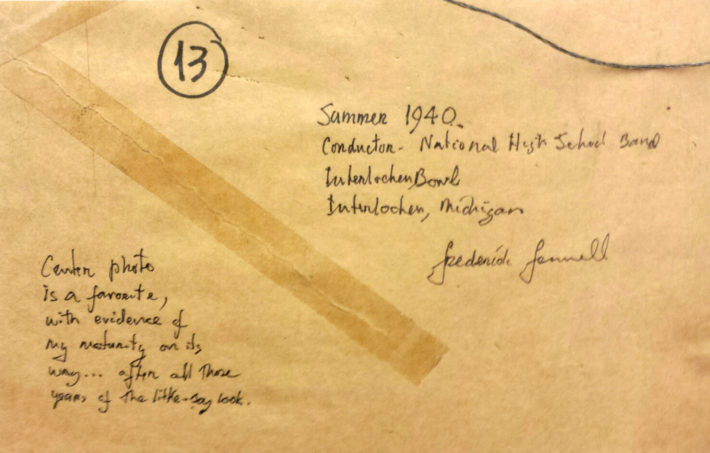 13
Summer 1940.
Conductor - National High School Band
Interlochen Bowl
Interlochen, Michigan
Frederick Fennell
Center photo
is a favorite,
with evidence of
my maturity on its
way... after all those
years of the little-boy look.